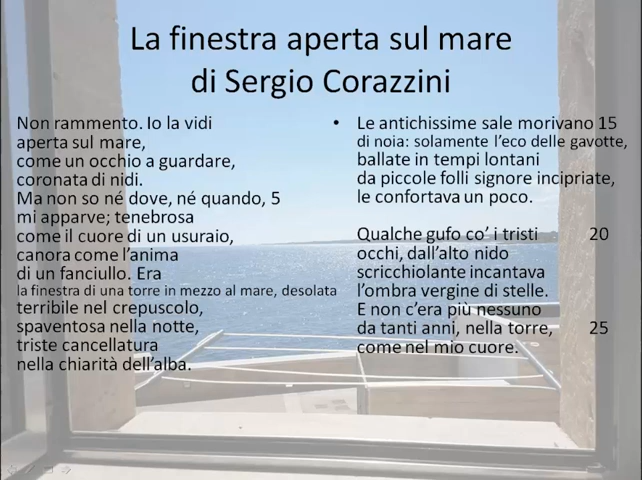 La finestra aperta sul mare
di Sergio Corazzini
Non rammento. Io la vidi
aperta sul mare,
come un occhio a guardare,
coronata di nidi.
Ma non so né dove, né quando, 5
mi apparve; tenebrosa
come il cuore di un usuraio,
canora come l'anima
di un fanciullo. Era
la finestra di una torre in mezzo al mare, desolata
terribile nel crepuscolo,
spaventosa nella notte,
triste cancellatura
nella chiarità dell'alba.
• Le antichissime sale morivano 15
di noia: solamente l'eco delle gavotte,
ballate in tempi lontani
da piccole folli signore incipriate,
le confortava un poco.
Qualche gufo co' i tristi 20
occhi, dall'alto nido
scricchiolante incantava
l'ombra vergine di stelle.
E non c'era più nessuno
da tanti anni, nella torre, 25
come nel mio cuore.